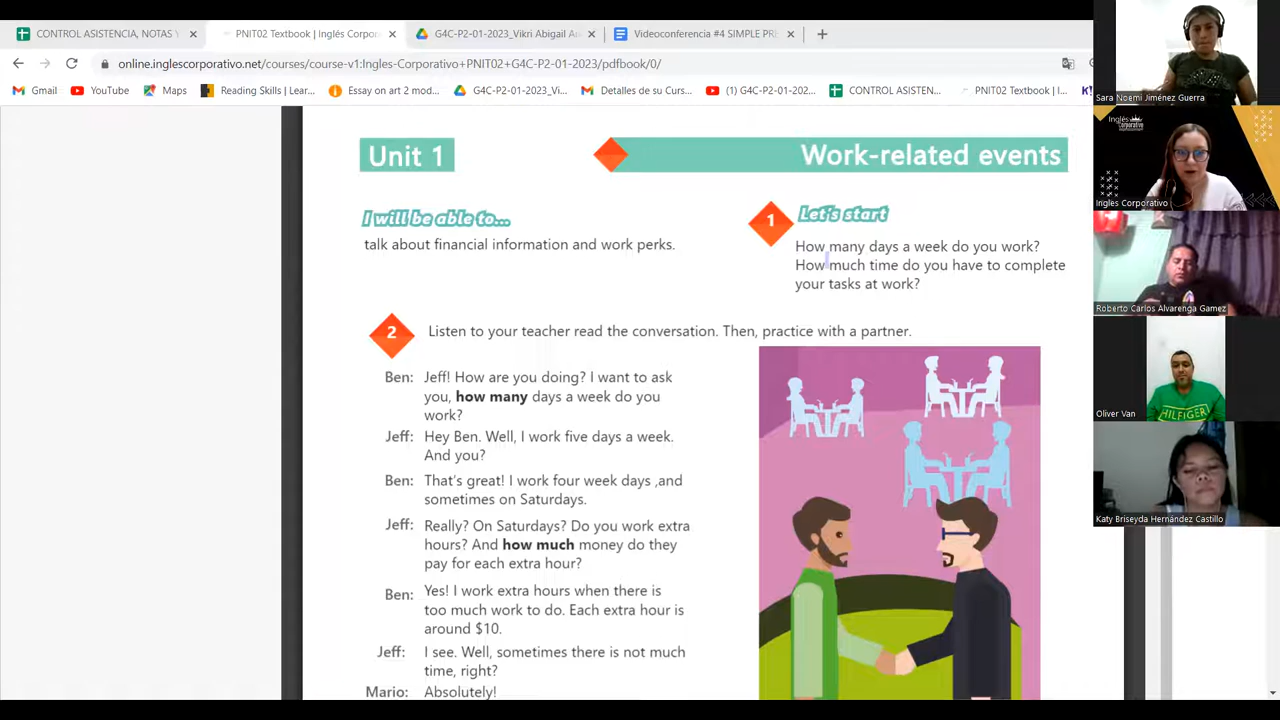 CONTROL ASISTENCIA, NOTAS Y
PNIT02 Textbook | Inglés Corpor
G4C-P2-01-2023_Vikri Abigail A
Videoconferencia #4 SIMPLE PRE
online.inglescorporativo.net/courses/course-v1:Ingles-Corporativo+PNIT02+G4C-P2-01-2023/pdfbook/0/
Gmail
YouTube
Maps
Reading Skills | Lear...
Essay on art 2 mod...
G4C-P2-01-2023_Vi...
Detalles de su Curs...
(1) G4C-P2-01-202...
CONTROL ASISTEN...
PNIT02 Textbook | I...
Unit 1
Work-related events
I will be able to...
talk about financial information and work perks.
1
Let's start
How many days a week do you work?
How much time do you have to complete
your tasks at work?
2
Listen to your teacher read the conversation. Then, practice with a partner.
Ben: Jeff! How are you doing? I want to ask
you, how many days a week do you
work?
Jeff: Hey Ben. Well, I work five days a week.
And you?
Ben: That's great! I work four week days ,and
sometimes on Saturdays.
Jeff: Really? On Saturdays? Do you work extra
hours? And how much money do they
pay for each extra hour?
Ben: Yes! I work extra hours when there is
too much work to do. Each extra hour is
around $10.
Jeff: I see. Well, sometimes there is not much
time, right?
Mario: Absolutely!
Sara Noemi Jiménez Guerra
Inglés
Corporativo
Ingles Corporativo
Roberto Carlos Alvarenga Gamez
HILFIGER
Oliver Van
Katy Briseyda Hernández Castillo